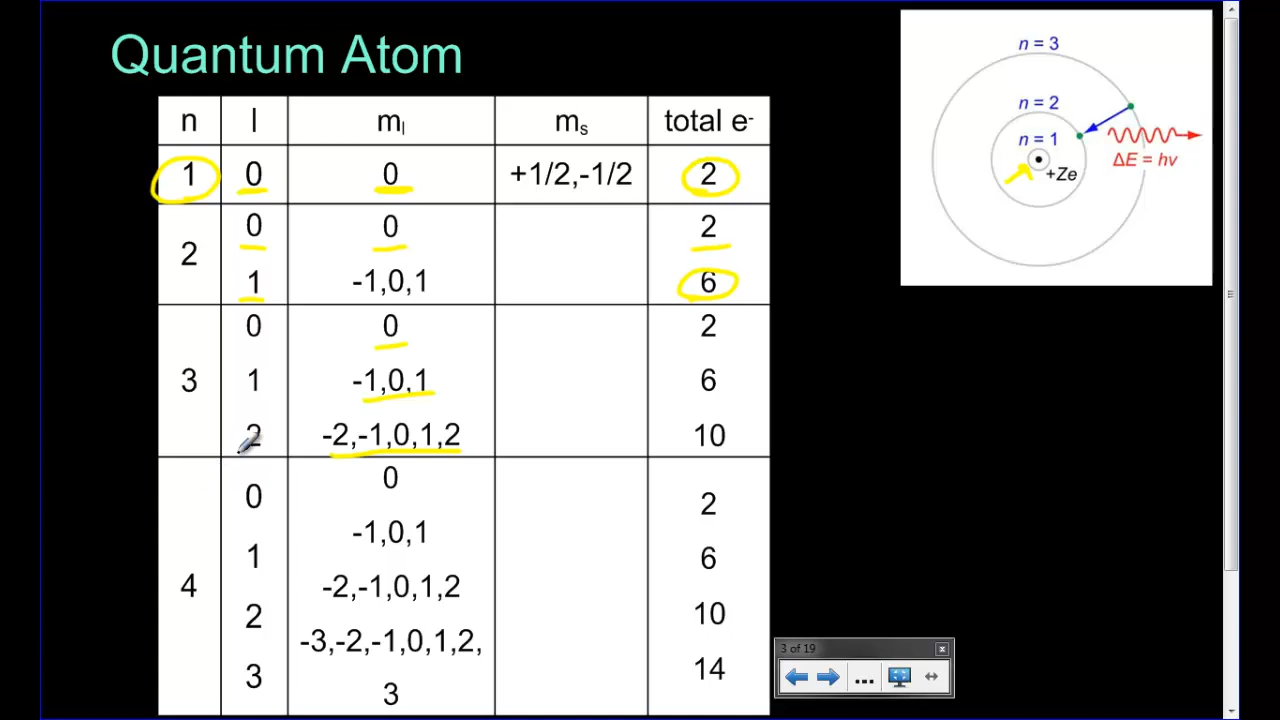 Quantum Atom
n l mₗ mₛ total e⁻
1 0 0 +1/2,-1/2 2
0 0 2
2
1 -1,0,1 6
0 0 2
3 1 -1,0,1 6
2 -2,-1,0,1,2 10
0 0 2
1 -1,0,1 6
4
2 -2,-1,0,1,2 10
3 -3,-2,-1,0,1,2, 14
3
n = 3
n = 2
n = 1
+Ze
ΔE = hν
3 of 19